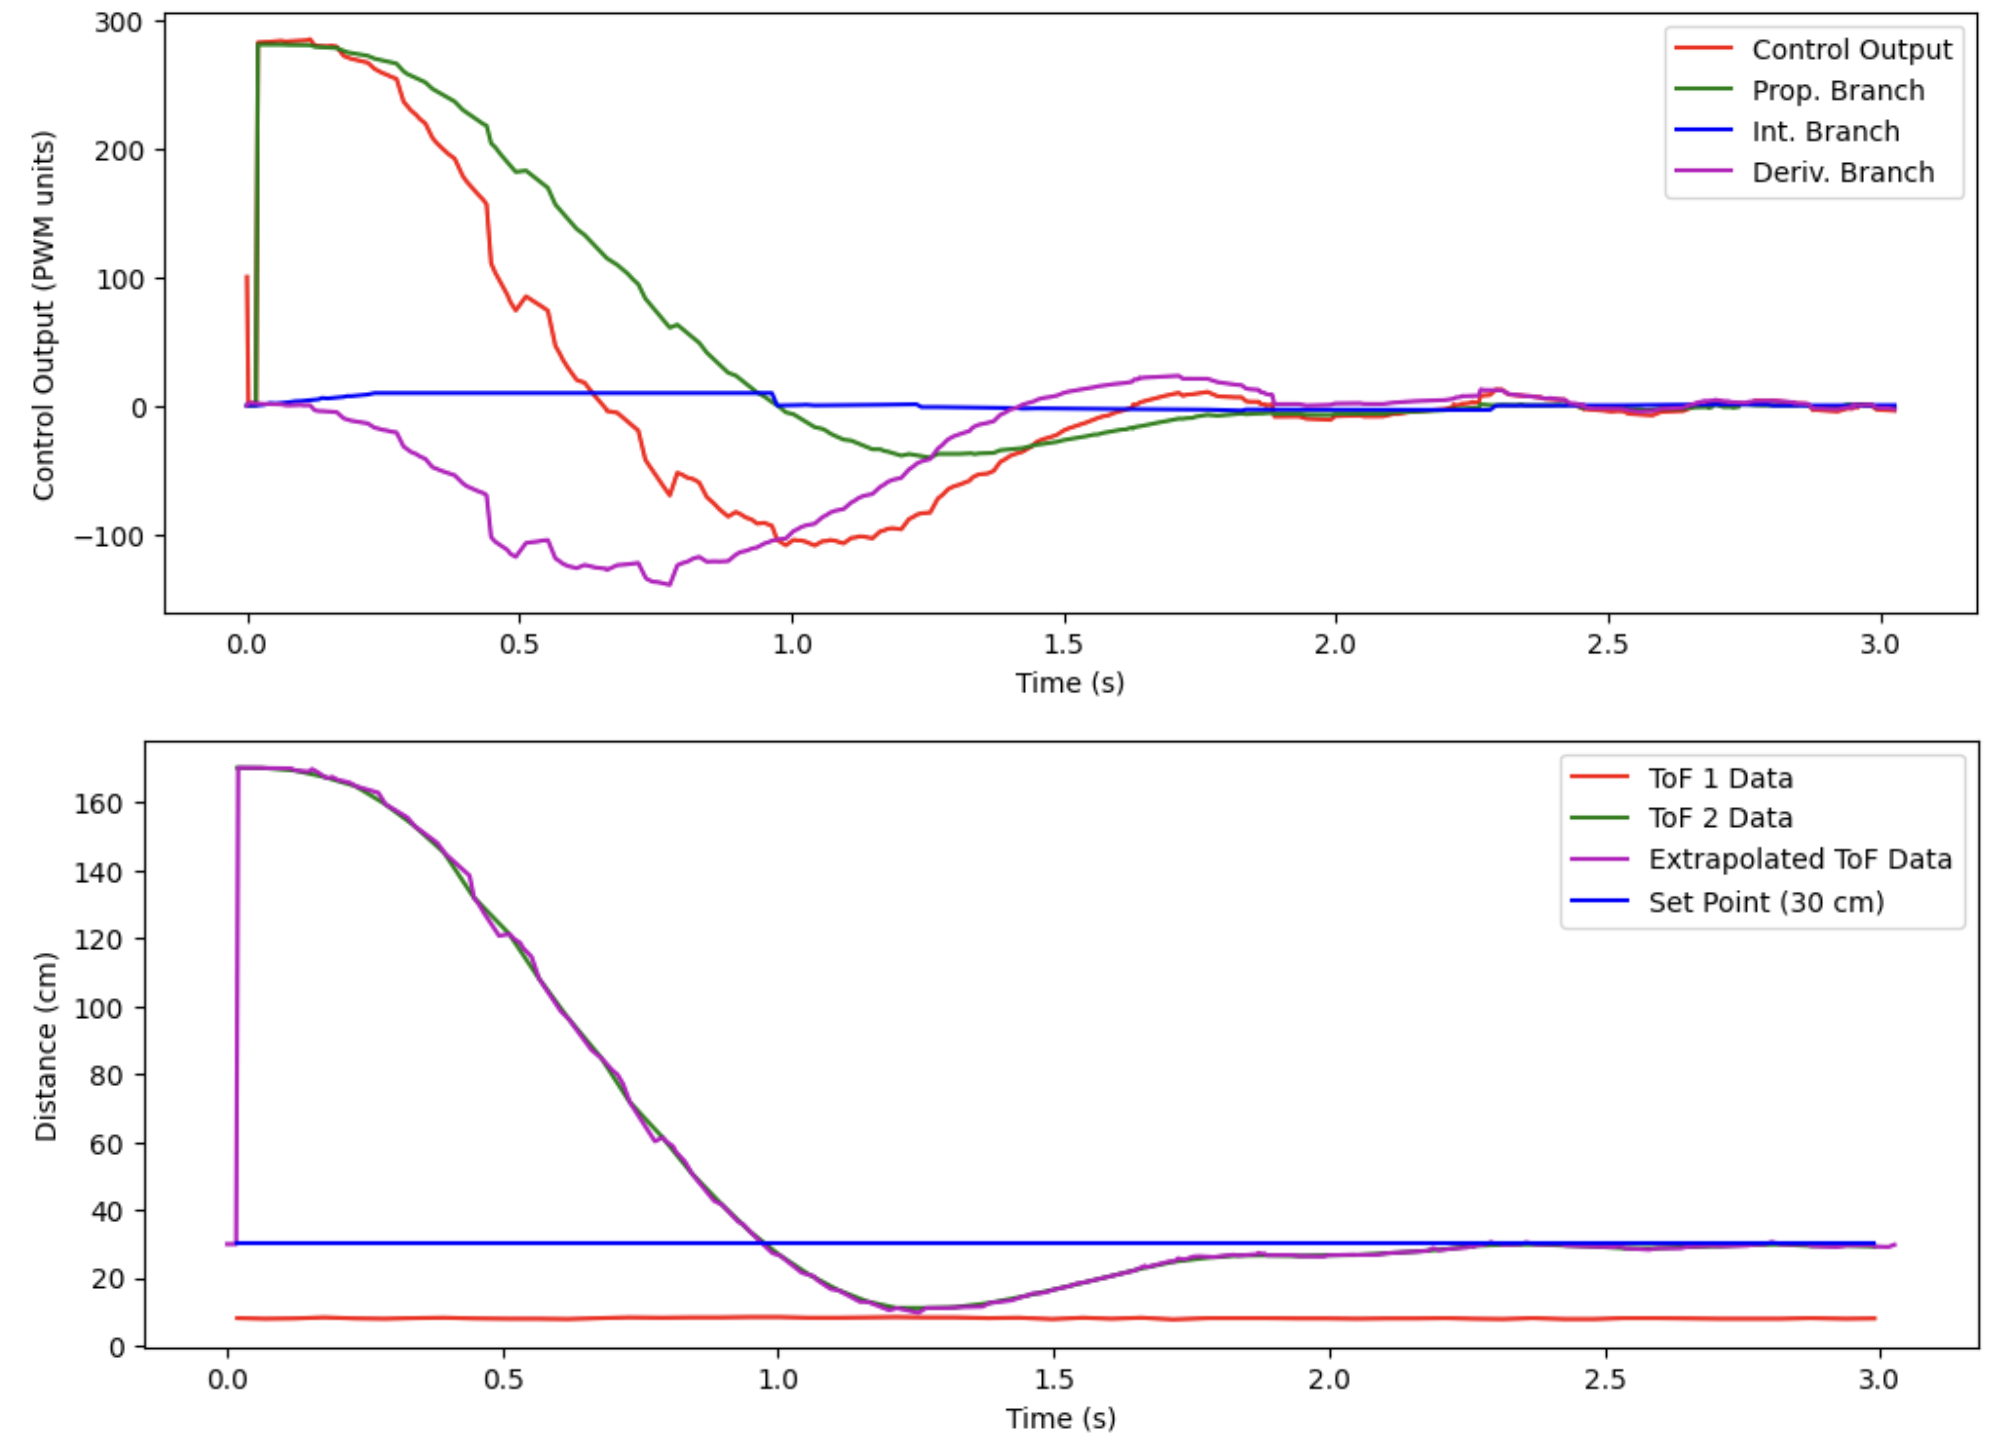 300
200
100
0
−100
Control Output (PWM units)
Control Output
Prop. Branch
Int. Branch
Deriv. Branch
0.0 0.5 1.0 1.5 2.0 2.5 3.0
Time (s)
160
140
120
100
80
60
40
20
0
Distance (cm)
ToF 1 Data
ToF 2 Data
Extrapolated ToF Data
Set Point (30 cm)
0.0 0.5 1.0 1.5 2.0 2.5 3.0
Time (s)